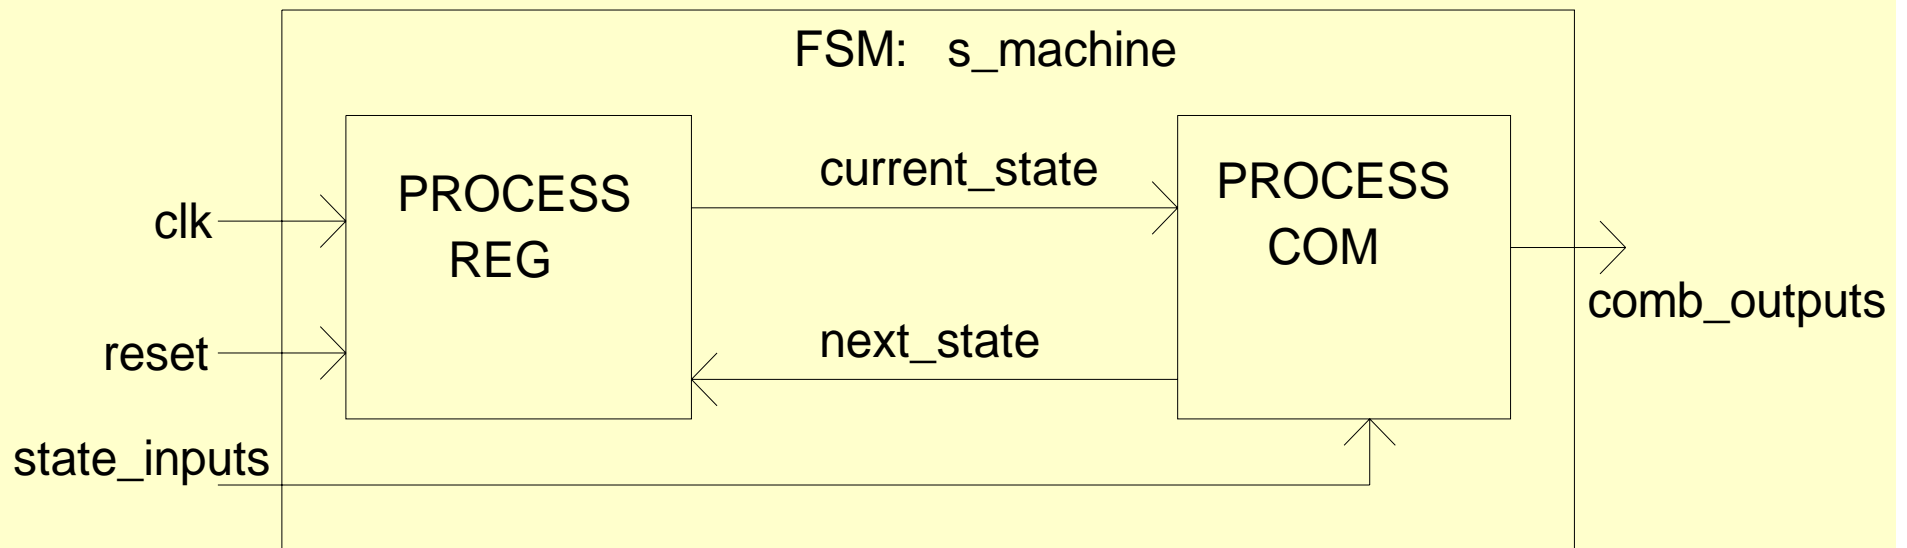 FSM: s_machine
PROCESS
REG
current_state
PROCESS
COM
clk
comb_outputs
reset
next_state
state_inputs